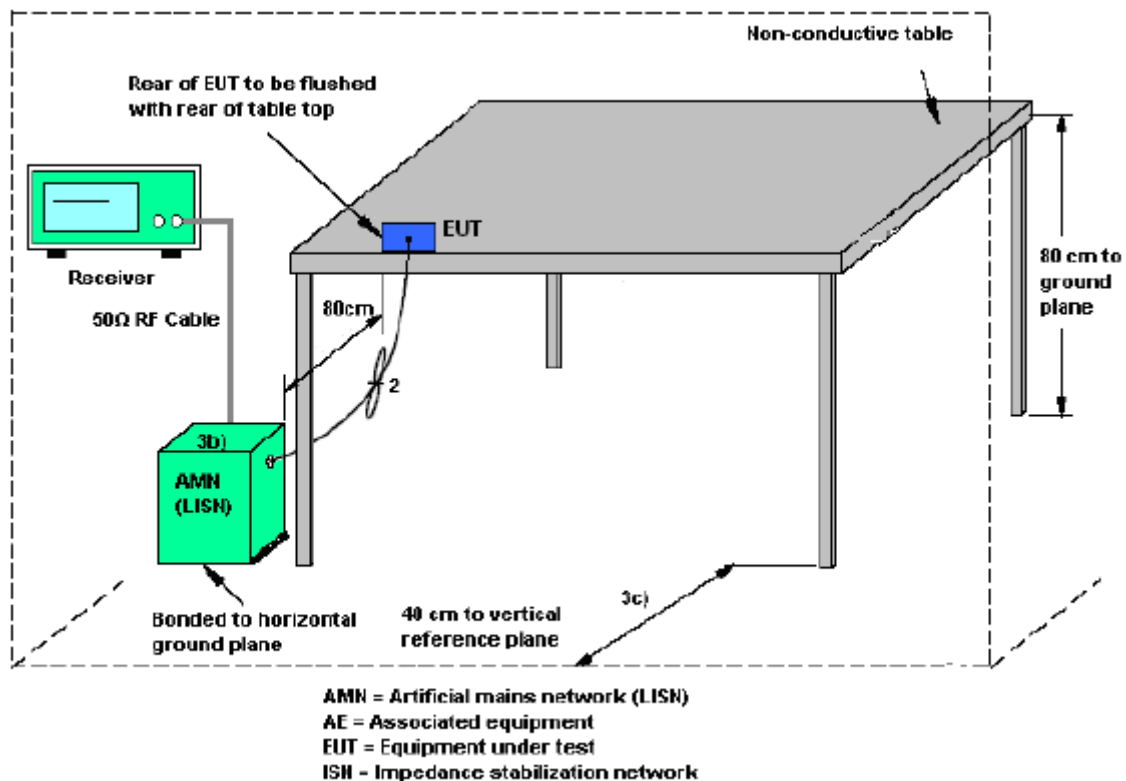 Non-conductive table
Rear of EUT to be flushed
with rear of table top
EUT
Receiver
80 cm to
ground
plane
80cm
50Ω RF Cable
2
3b)
AMN
(LISN)
3c)
Bonded to horizontal
ground plane
40 cm to vertical
reference plane
AMN = Artificial mains network (LISN)
AE = Associated equipment
EUT = Equipment under test
ISN = Impedance stabilization network